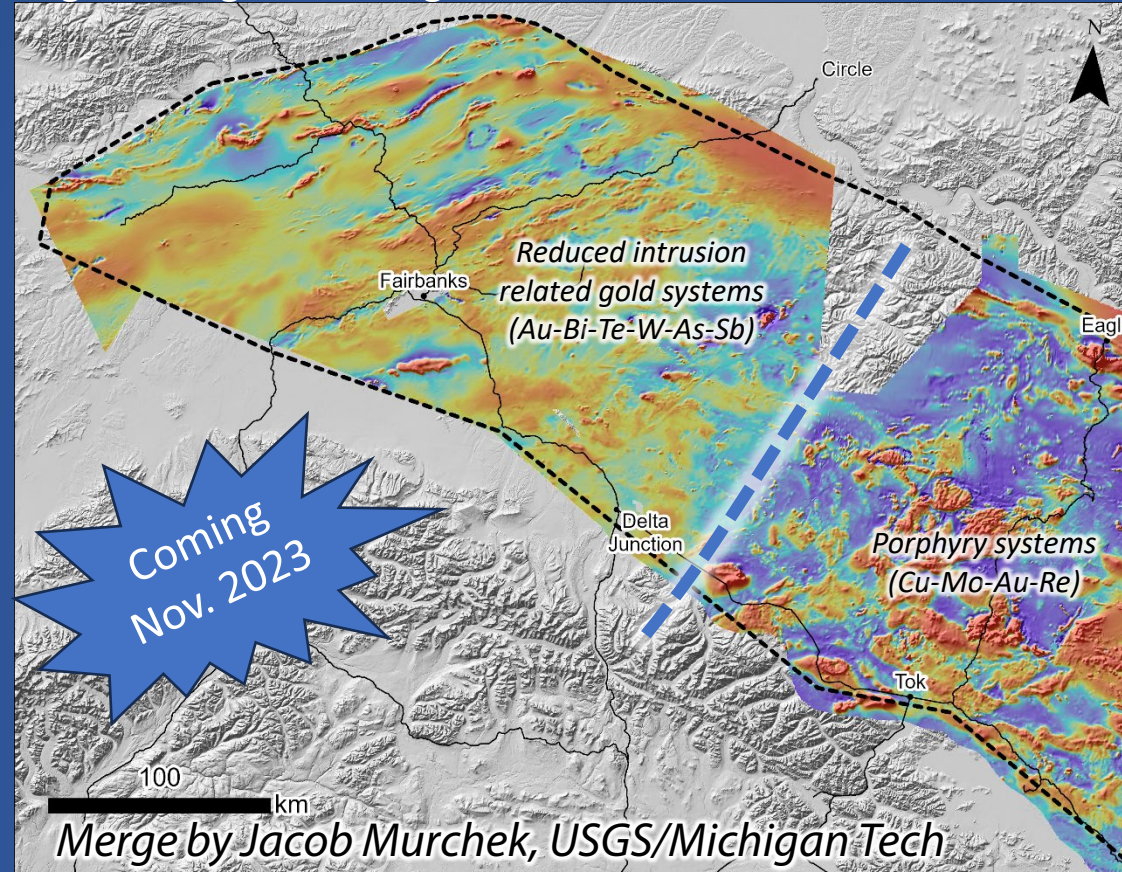 N
Circle
Reduced intrusion
related gold systems
(Au-Bi-Te-W-As-Sb)
Fairbanks
Eagl
Coming
Nov. 2023
Delta
Junction
Porphyry systems
(Cu-Mo-Au-Re)
Tok
100
km
Merge by Jacob Murchek, USGS/Michigan Tech